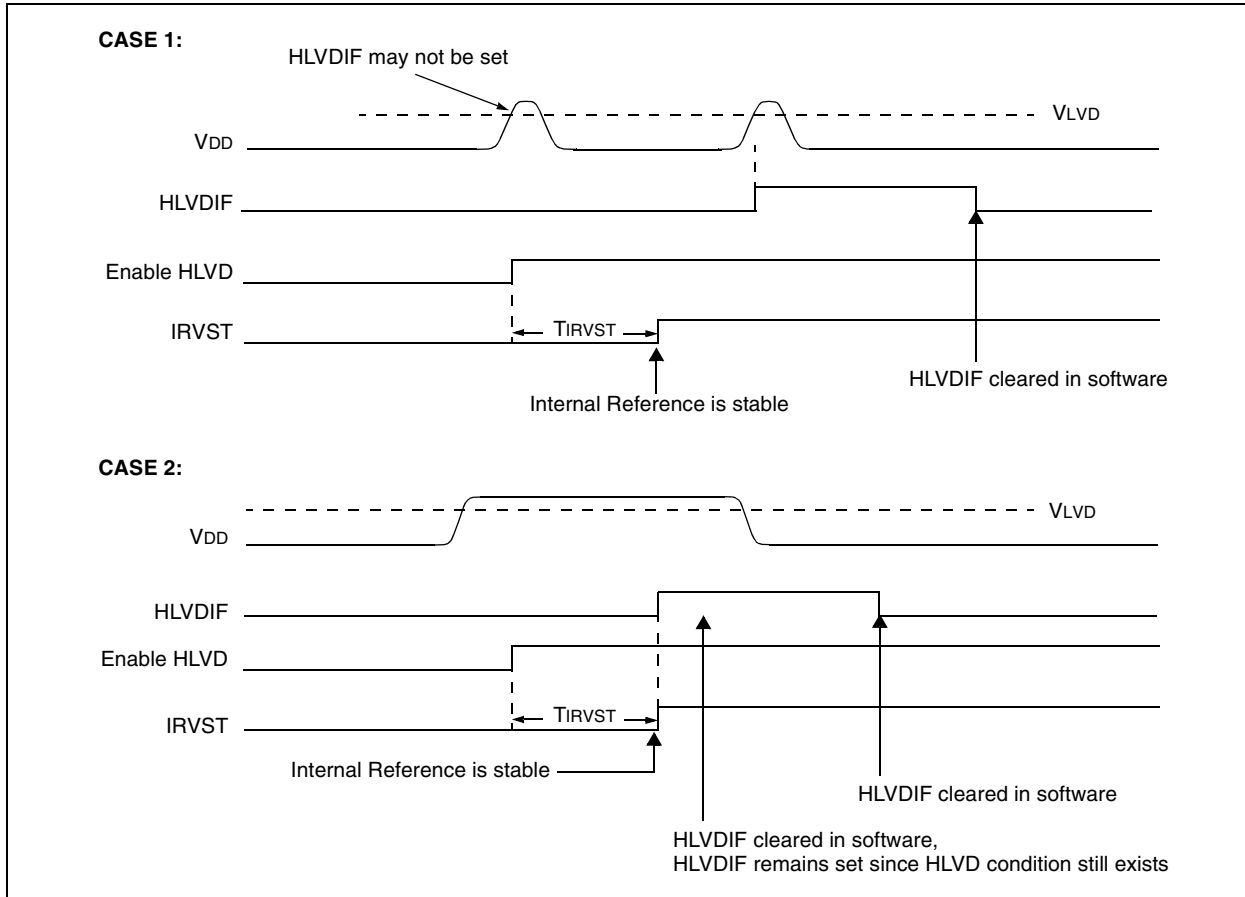 CASE 1:
HLVDIF may not be set
VLVD
VDD
HLVDIF
Enable HLVD
TIRVST
IRVST
HLVDIF cleared in software
Internal Reference is stable
CASE 2:
VLVD
VDD
HLVDIF
Enable HLVD
TIRVST
IRVST
Internal Reference is stable
HLVDIF cleared in software
HLVDIF cleared in software,
HLVDIF remains set since HLVD condition still exists